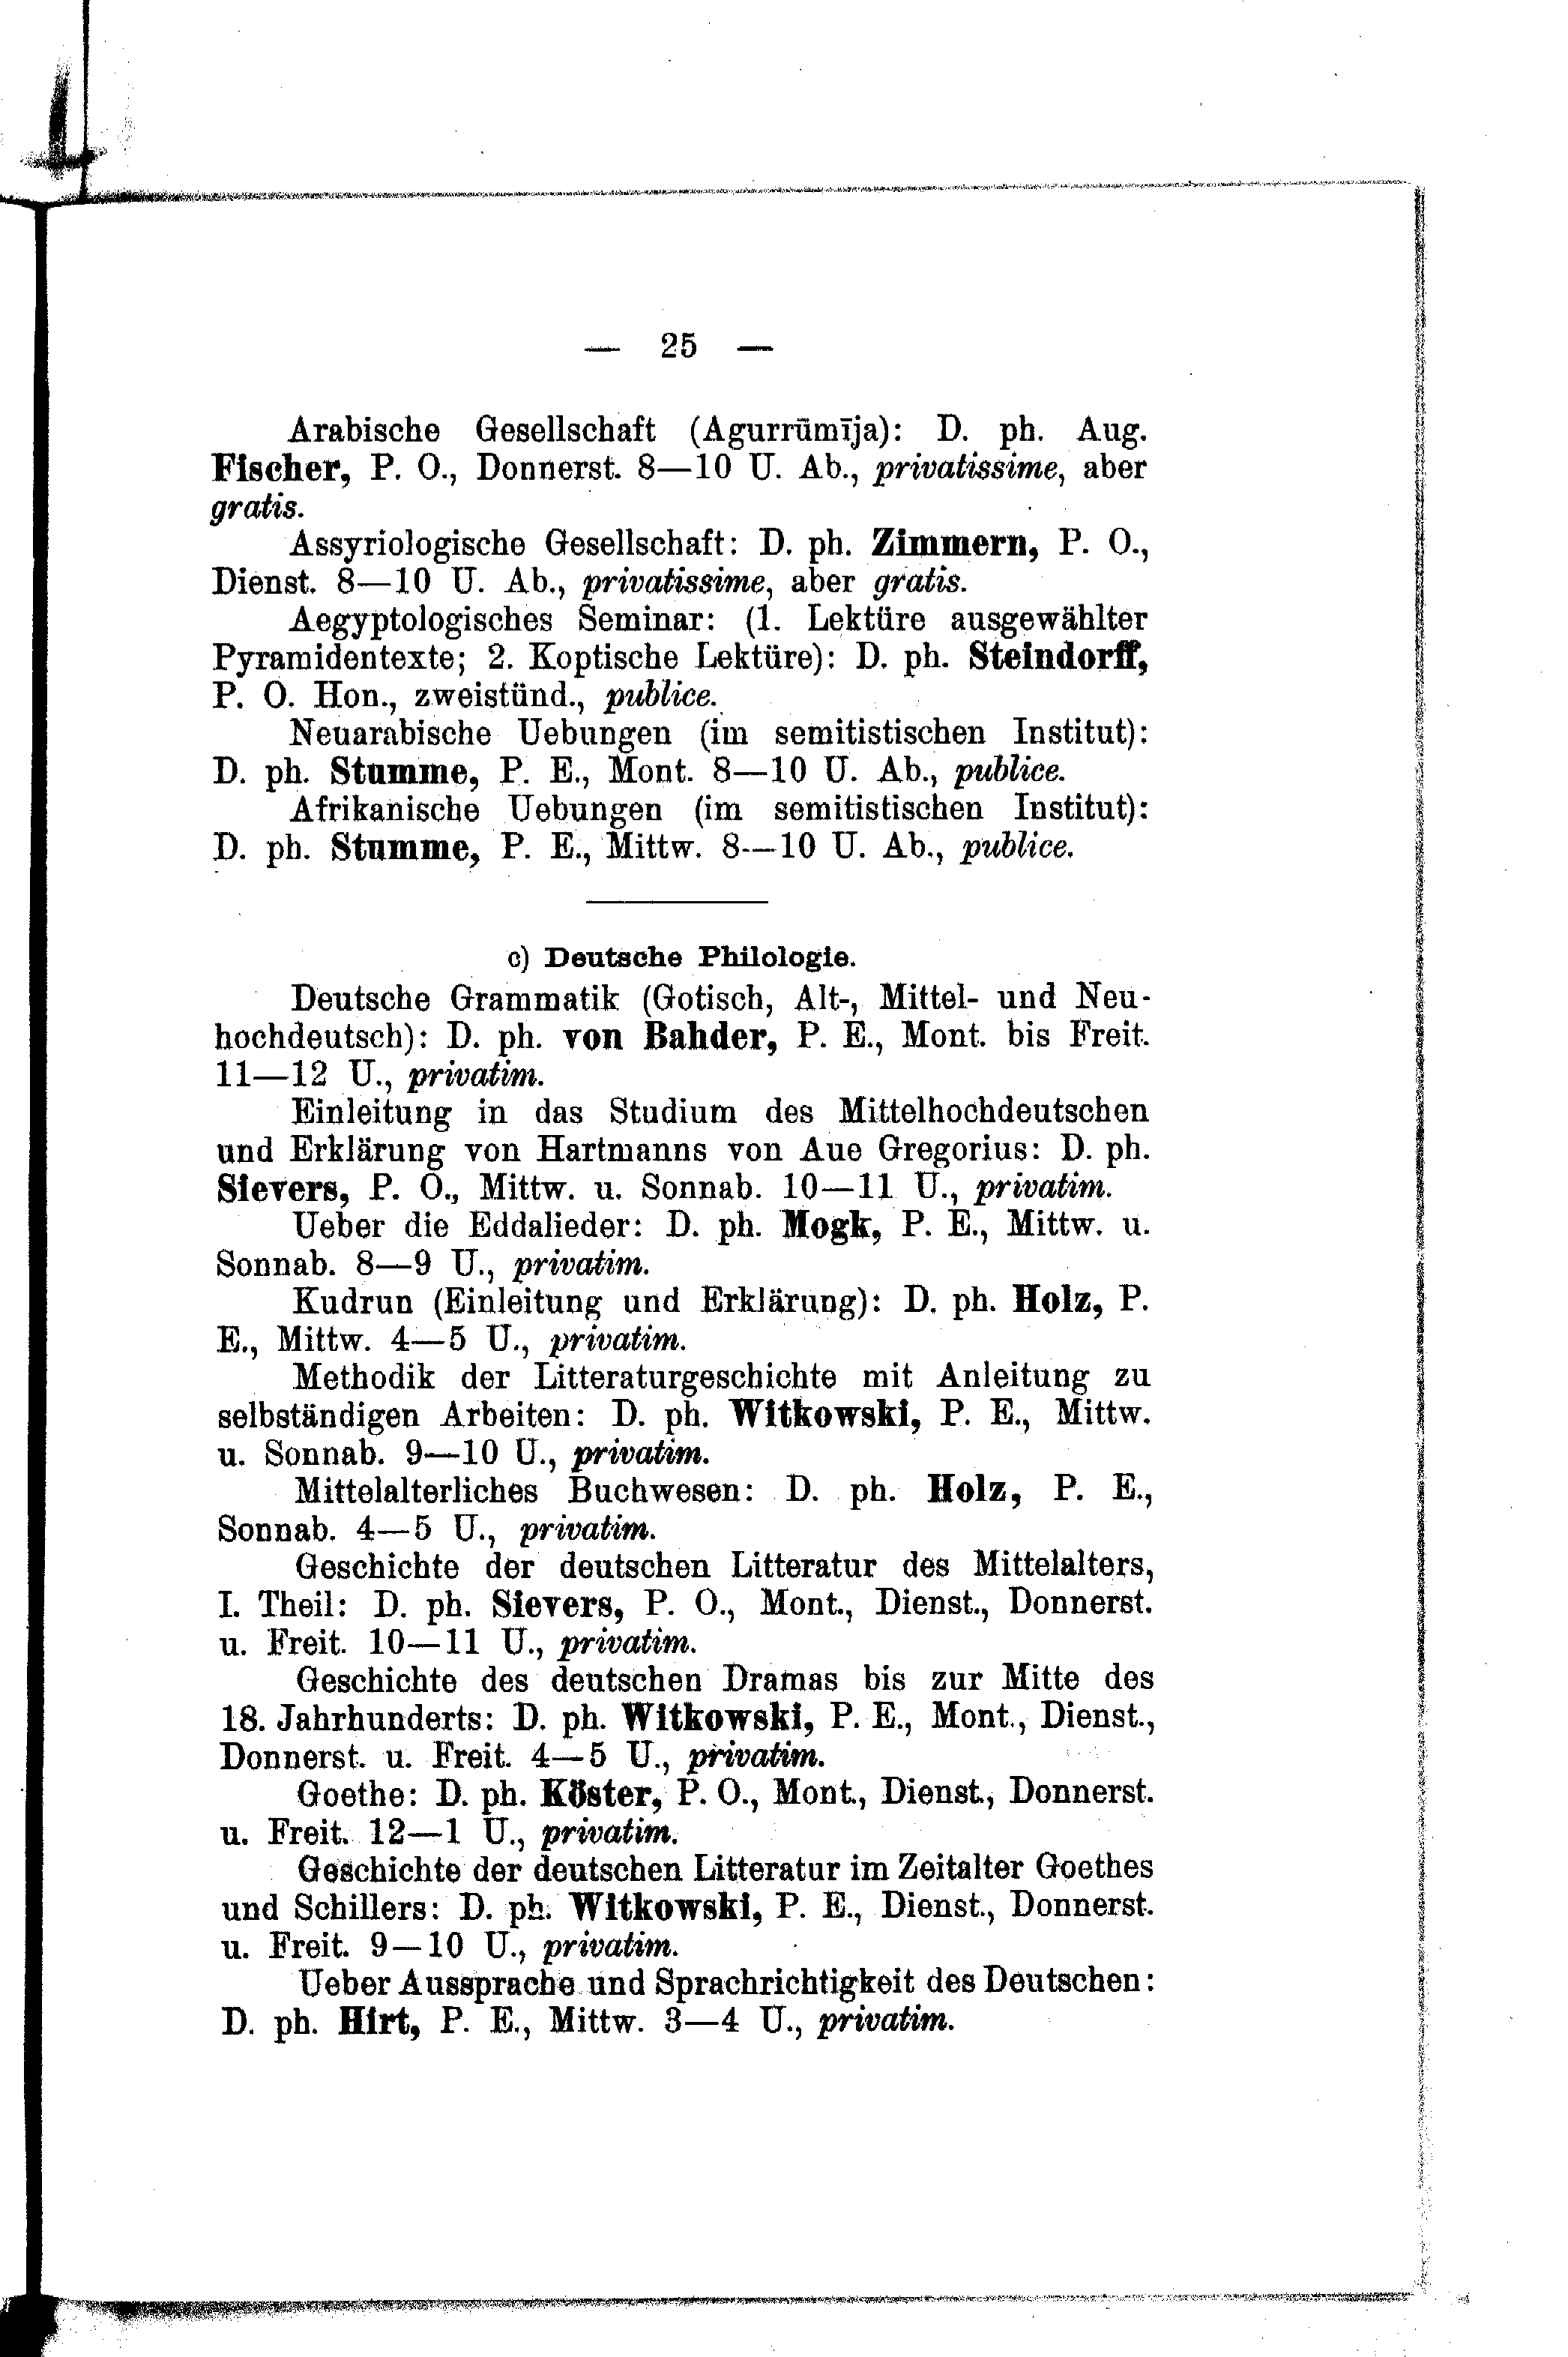 — 25 —
Arabische Gesellschaft (Agurrūmīja): D. ph. Aug.
Fischer, P. O., Donnerst. 8—10 U. Ab., privatissime, aber
gratis.
Assyriologische Gesellschaft: D. ph. Zimmern, P. O.,
Dienst. 8—10 U. Ab., privatissime, aber gratis.
Aegyptologisches Seminar: (1. Lektüre ausgewählter
Pyramidentexte; 2. Koptische Lektüre): D. ph. Steindorff,
P. O. Hon., zweistünd., publice.
Neuarabische Uebungen (im semitistischen Institut):
D. ph. Stumme, P. E., Mont. 8—10 U. Ab., publice.
Afrikanische Uebungen (im semitistischen Institut):
D. ph. Stumme, P. E., Mittw. 8—10 U. Ab., publice.
c) Deutsche Philologie.
Deutsche Grammatik (Gotisch, Alt-, Mittel- und Neu-
hochdeutsch): D. ph. von Bahder, P. E., Mont. bis Freit.
11—12 U., privatim.
Einleitung in das Studium des Mittelhochdeutschen
und Erklärung von Hartmanns von Aue Gregorius: D. ph.
Sievers, P. O., Mittw. u. Sonnab. 10—11 U., privatim.
Ueber die Eddalieder: D. ph. Mogk, P. E., Mittw. u.
Sonnab. 8—9 U., privatim.
Kudrun (Einleitung und Erklärung): D. ph. Holz, P.
E., Mittw. 4—5 U., privatim.
Methodik der Litteraturgeschichte mit Anleitung zu
selbständigen Arbeiten: D. ph. Witkowski, P. E., Mittw.
u. Sonnab. 9—10 U., privatim.
Mittelalterliches Buchwesen: D. ph. Holz, P. E.,
Sonnab. 4—5 U., privatim.
Geschichte der deutschen Litteratur des Mittelalters,
I. Theil: D. ph. Sievers, P. O., Mont., Dienst., Donnerst.
u. Freit. 10—11 U., privatim.
Geschichte des deutschen Dramas bis zur Mitte des
18. Jahrhunderts: D. ph. Witkowski, P. E., Mont., Dienst.,
Donnerst. u. Freit. 4—5 U., privatim.
Goethe: D. ph. Köster, P. O., Mont., Dienst., Donnerst.
u. Freit. 12—1 U., privatim.
Geschichte der deutschen Litteratur im Zeitalter Goethes
und Schillers: D. ph. Witkowski, P. E., Dienst., Donnerst.
u. Freit. 9—10 U., privatim.
Ueber Aussprache und Sprachrichtigkeit des Deutschen:
D. ph. Hirt, P. E., Mittw. 3—4 U., privatim.